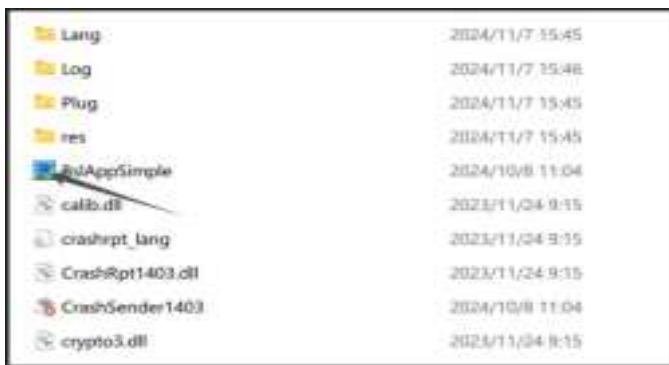 Lang 2024/11/7 15:45
Log 2024/11/7 15:46
Plug 2024/11/7 15:45
res 2024/11/7 15:45
2024/10/8 11:04
calib.dll 2023/11/24 9:15
crashrpt_lang 2023/11/24 9:15
CrashRpt1403.dll 2023/11/24 9:15
CrashSender1403 2024/10/8 11:04
crypto3.dll 2023/11/24 9:15